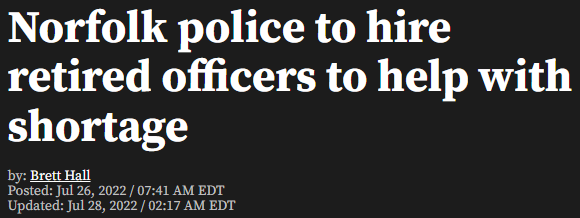 Norfolk police to hire
retired officers to help with
shortage
by: Brett Hall
Posted: Jul 26, 2022 / 07:41 AM EDT
Updated: Jul 28, 2022 / 02:17 AM EDT